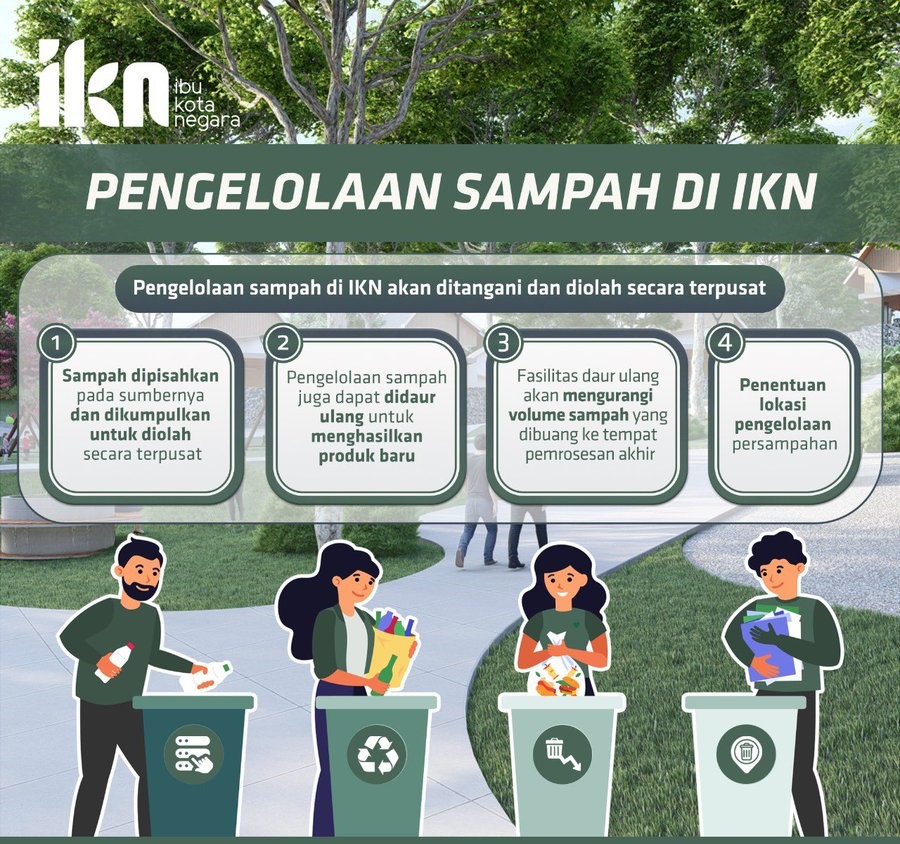 ikn
ibu
kota
negara
PENGELOLAAN SAMPAH DI IKN
Pengelolaan sampah di IKN akan ditangani dan diolah secara terpusat
1
Sampah dipisahkan
pada sumbernya
dan dikumpulkan
untuk diolah
secara terpusat
2
Pengelolaan sampah
juga dapat didaur
ulang untuk
menghasilkan
produk baru
3
Fasilitas daur ulang
akan mengurangi
volume sampah yang
dibuang ke tempat
pemrosesan akhir
4
Penentuan
lokasi
pengelolaan
persampahan